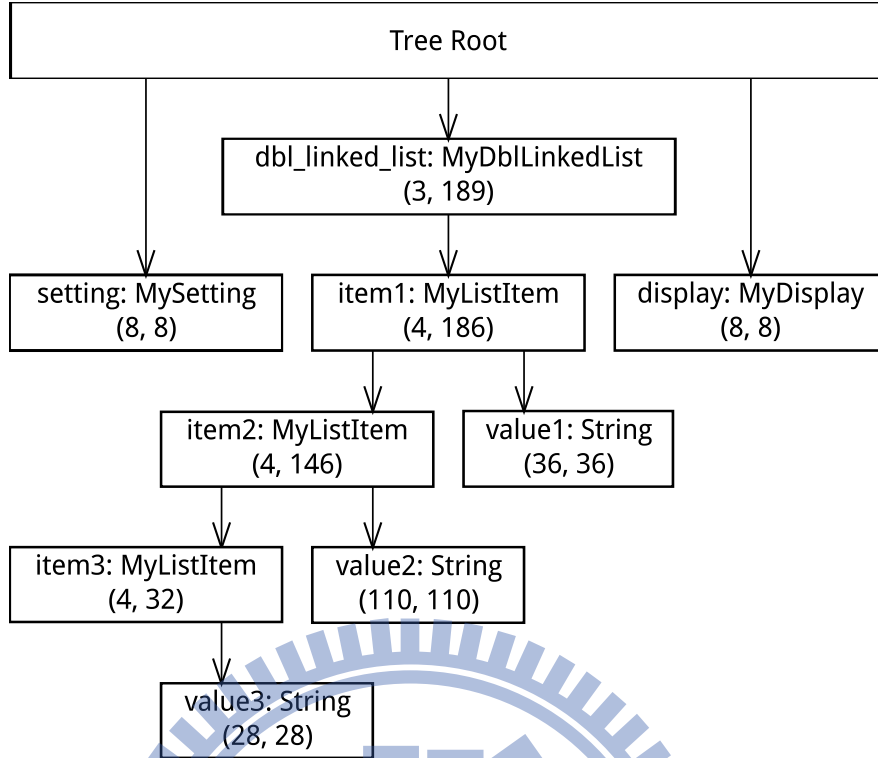 Tree Root
dbl_linked_list: MyDblLinkedList
(3, 189)
setting: MySetting
(8, 8)
item1: MyListItem
(4, 186)
display: MyDisplay
(8, 8)
item2: MyListItem
(4, 146)
value1: String
(36, 36)
item3: MyListItem
(4, 32)
value2: String
(110, 110)
value3: String
(28, 28)